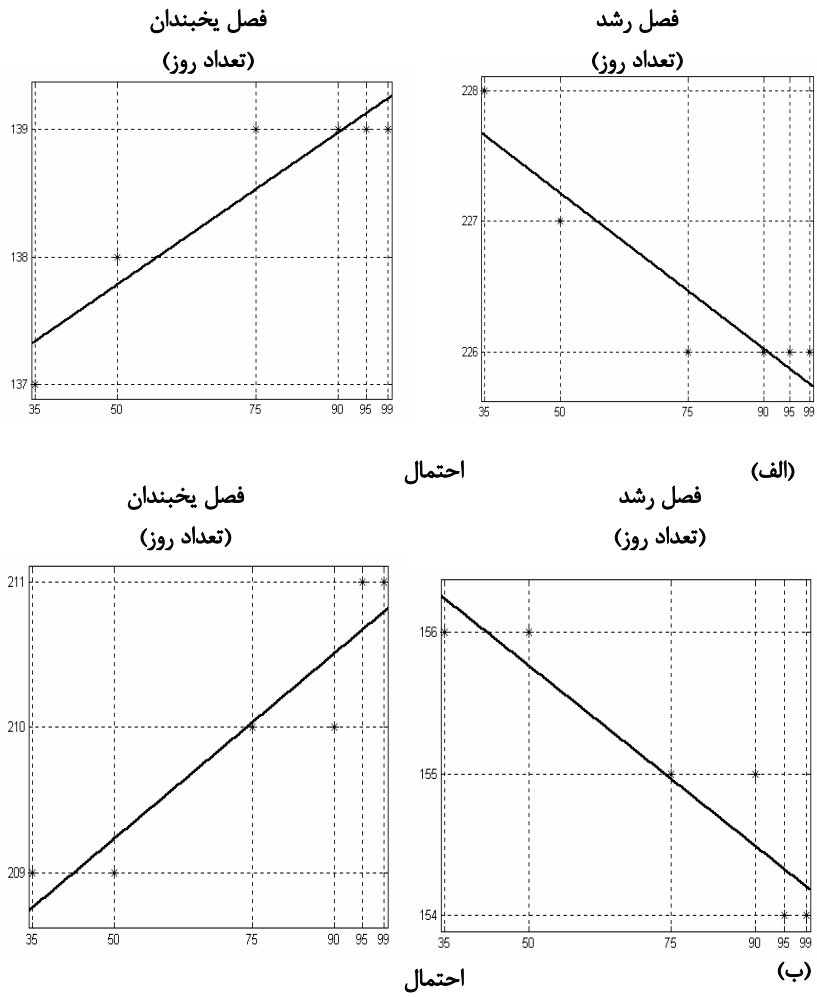 فصل رشد
(تعداد روز)
228
227
226
35 50 75 90 95 99
فصل یخبندان
(تعداد روز)
139
138
137
35 50 75 90 95 99
(الف)
احتمال
فصل رشد
(تعداد روز)
156
155
154
35 50 75 90 95 99
فصل یخبندان
(تعداد روز)
211
210
209
35 50 75 90 95 99
(ب)
احتمال